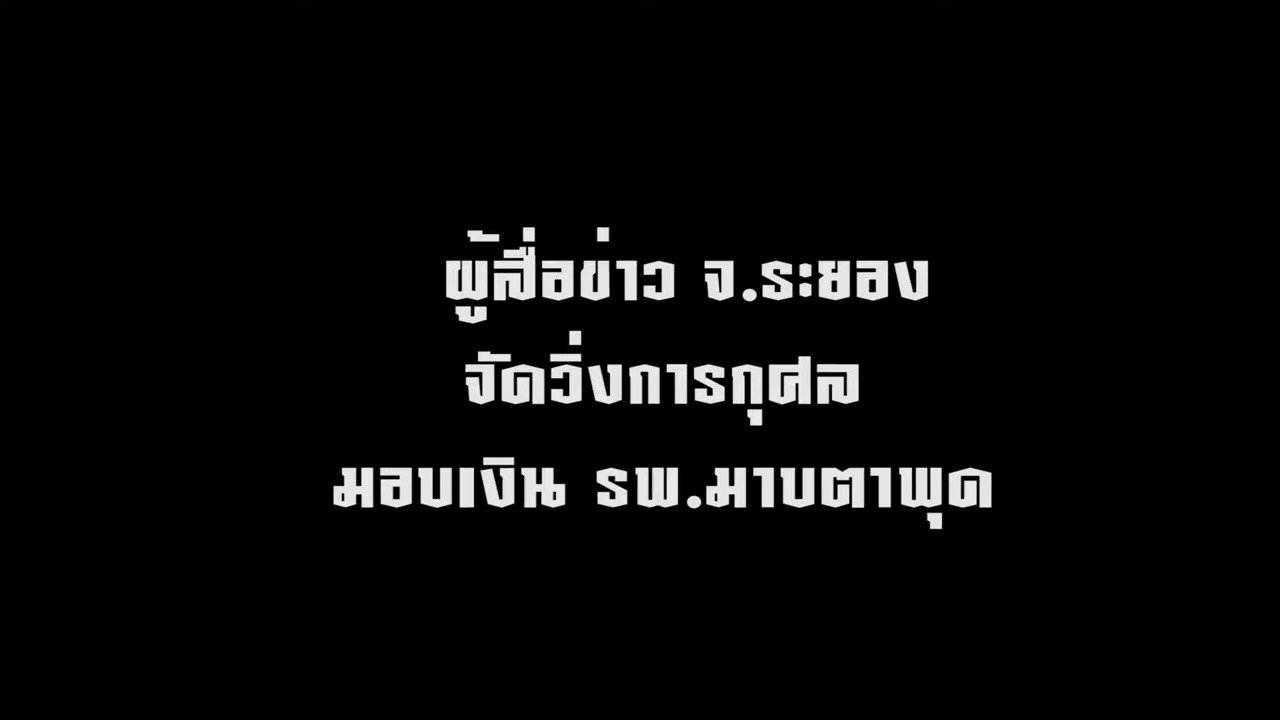 ผู้สื่อข่าว จ.ระยอง
จัดวิ่งการกุศล
มอบเงิน รพ.มาบตาพุด